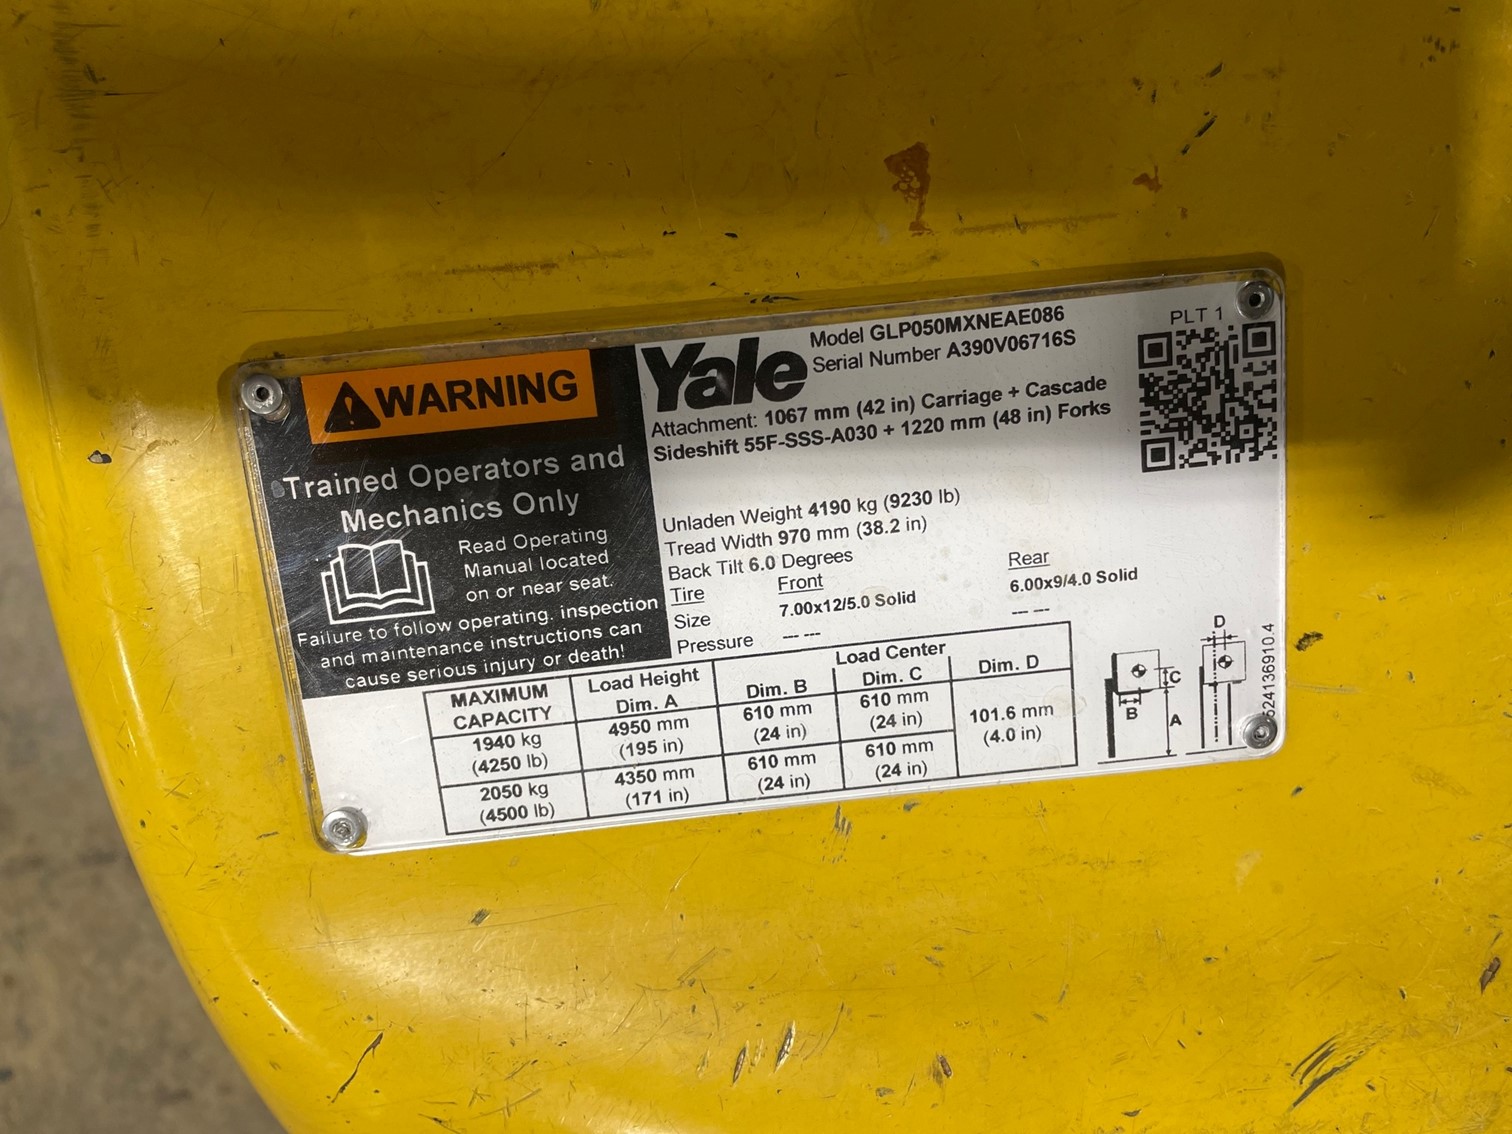 WARNING
Trained Operators and
Mechanics Only
Read Operating
Manual located
on or near seat.
Failure to follow operating. inspection
and maintenance instructions can
cause serious injury or death!
Yale
Model GLP050MXNEAE086
Serial Number A390V06716S
PLT 1
Attachment: 1067 mm (42 in) Carriage + Cascade
Sideshift 55F-SSS-A030 + 1220 mm (48 in) Forks
Unladen Weight 4190 kg (9230 lb)
Tread Width 970 mm (38.2 in)
Back Tilt 6.0 Degrees
Tire Front Rear
Size 7.00x12/5.0 Solid 6.00x9/4.0 Solid
Pressure --- --- --- ---
MAXIMUM
CAPACITY
Load Height
Dim. A
Load Center
Dim. B Dim. C Dim. D
1940 kg
(4250 lb)
4950 mm
(195 in)
610 mm
(24 in)
610 mm
(24 in)
101.6 mm
(4.0 in)
2050 kg
(4500 lb)
4350 mm
(171 in)
610 mm
(24 in)
610 mm
(24 in)
B
C
A
D
524136910.4